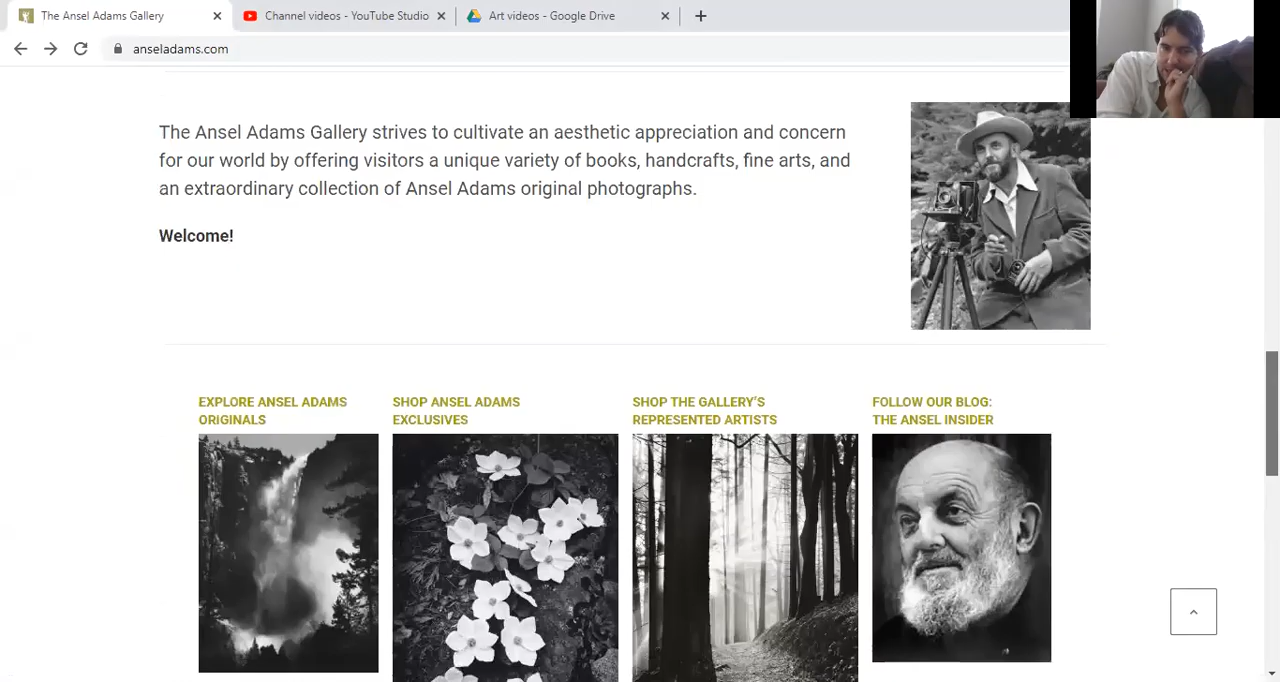 The Ansel Adams Gallery
Channel videos - YouTube Studio
Art videos - Google Drive
anseladams.com
The Ansel Adams Gallery strives to cultivate an aesthetic appreciation and concern
for our world by offering visitors a unique variety of books, handcrafts, fine arts, and
an extraordinary collection of Ansel Adams original photographs.
Welcome!
EXPLORE ANSEL ADAMS
ORIGINALS
SHOP ANSEL ADAMS
EXCLUSIVES
SHOP THE GALLERY'S
REPRESENTED ARTISTS
FOLLOW OUR BLOG:
THE ANSEL INSIDER